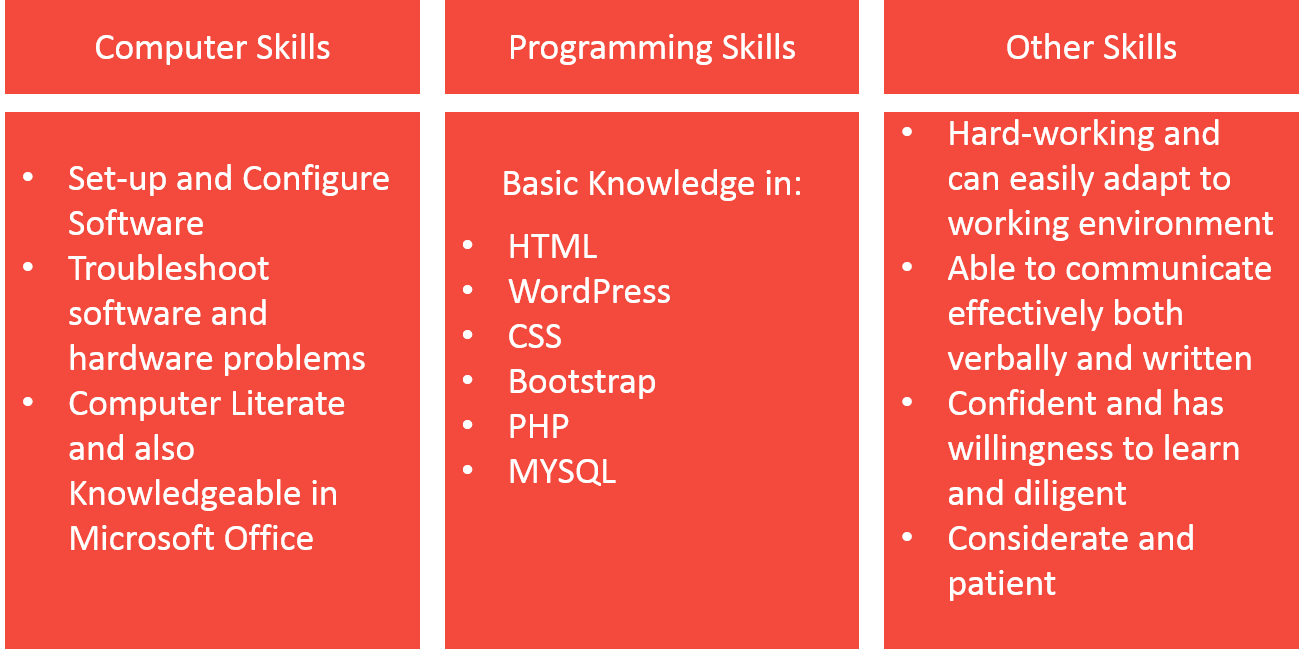 Computer Skills
• Set-up and Configure
Software
• Troubleshoot
software and
hardware problems
• Computer Literate
and also
Knowledgeable in
Microsoft Office
Programming Skills
Basic Knowledge in:
• HTML
• WordPress
• CSS
• Bootstrap
• PHP
• MYSQL
Other Skills
• Hard-working and
can easily adapt to
working environment
• Able to communicate
effectively both
verbally and written
• Confident and has
willingness to learn
and diligent
• Considerate and
patient